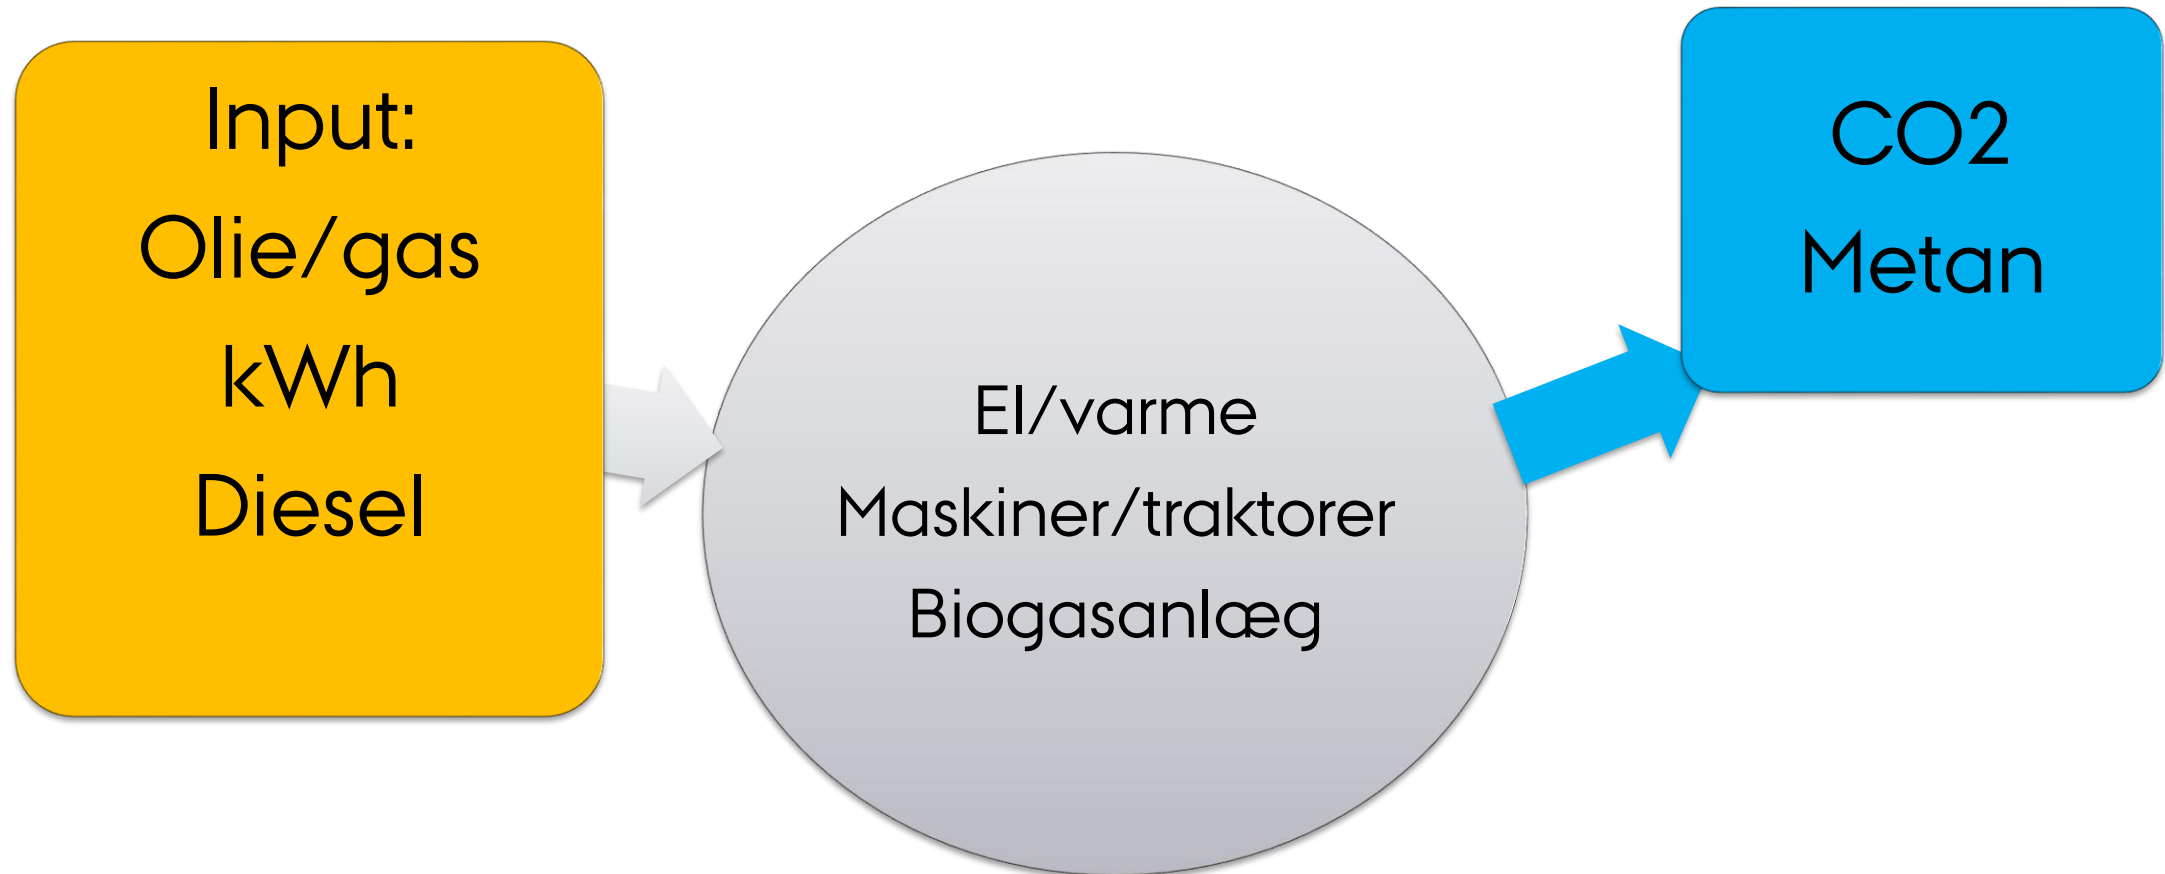 Input:
Olie/gas
kWh
Diesel
El/varme
Maskiner/traktorer
Biogasanlæg
CO2
Metan